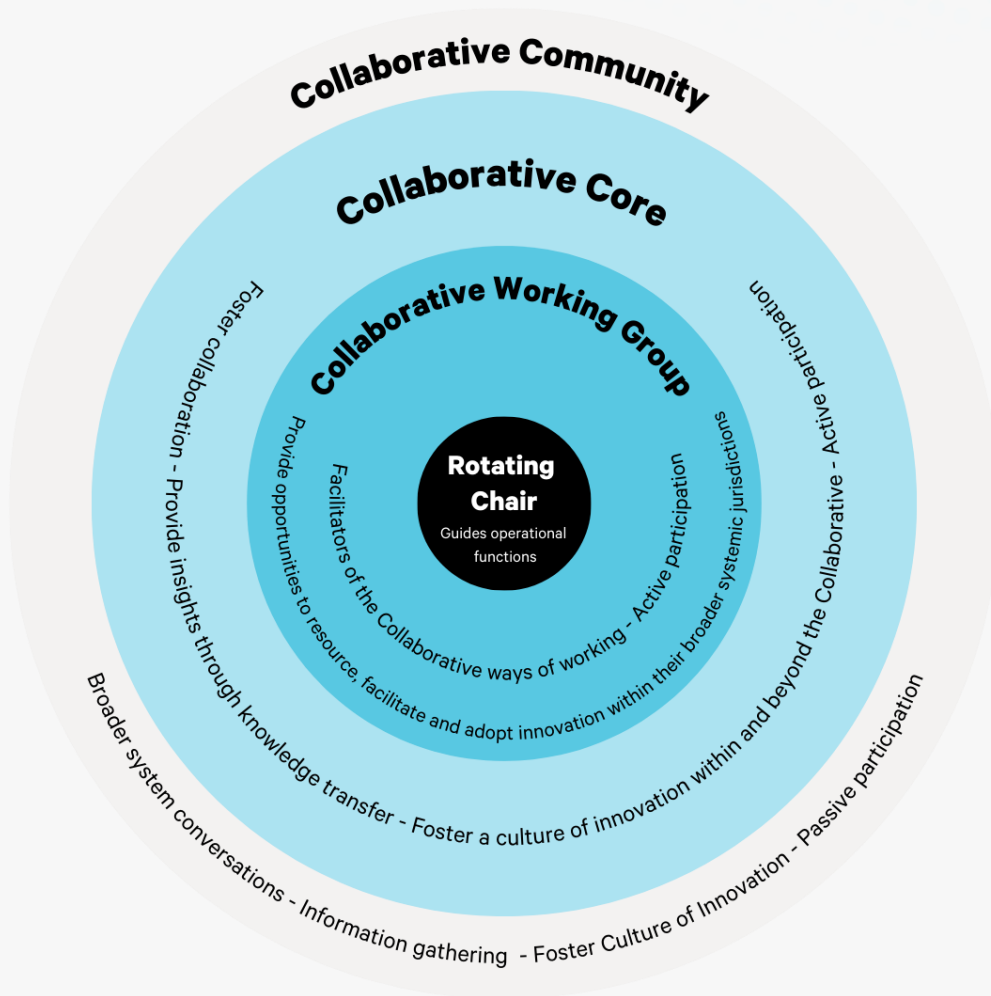 Collaborative Community
Collaborative Core
Collaborative Working Group
Rotating
Chair
Guides operational
functions
Facilitators of the Collaborative ways of working - Active participation
Provide opportunities to resource, facilitate and adopt innovation within their broader systemic jurisdictions
Foster collaboration - Provide insights through knowledge transfer - Foster a culture of innovation within and beyond the Collaborative - Active participation
Broader system conversations - Information gathering - Foster Culture of Innovation - Passive participation